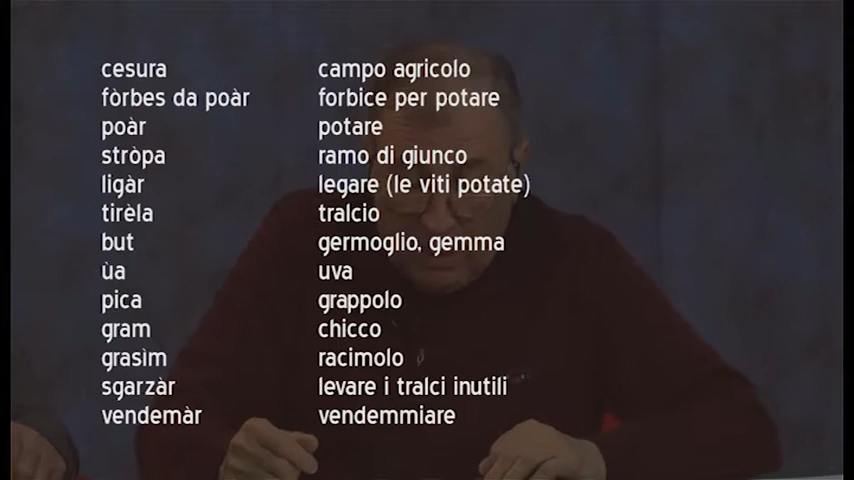 cesura campo agricolo
fòrbes da poàr forbice per potare
poàr potare
stròpa ramo di giunco
ligàr legare (le viti potate)
tirèla tralcio
but germoglio, gemma
ùa uva
pica grappolo
gram chicco
grasìm racimolo
sgarzàr levare i tralci inutili
vendemàr vendemmiare